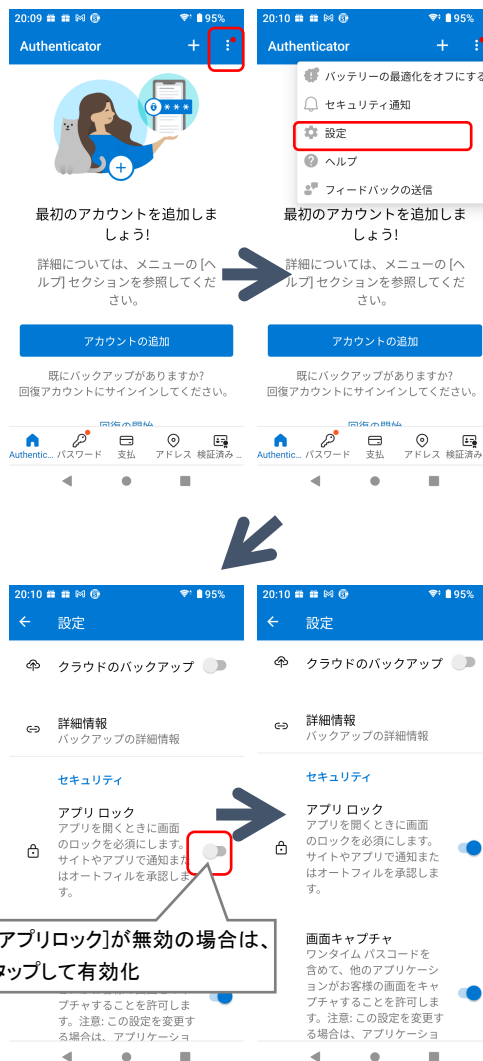 20:09 95%
Authenticator
最初のアカウントを追加しま
しょう!
詳細については、メニューの [ヘ
ルプ] セクションを参照してくだ
さい。
アカウントの追加
既にバックアップがありますか?
回復アカウントにサインインしてください。
回復の開始
Authentic... パスワード 支払 アドレス 検証済み ...
20:10 95%
Authenticator
バッテリーの最適化をオフにする
セキュリティ通知
設定
ヘルプ
フィードバックの送信
最初のアカウントを追加しま
しょう!
詳細については、メニューの [ヘ
ルプ] セクションを参照してくだ
さい。
アカウントの追加
既にバックアップがありますか?
回復アカウントにサインインしてください。
回復の開始
Authentic... パスワード 支払 アドレス 検証済み
20:10 95%
設定
クラウドのバックアップ
詳細情報
バックアップの詳細情報
セキュリティ
アプリ ロック
アプリを開くときに画面
のロックを必須にします。
サイトやアプリで通知また
はオートフィルを承認しま
す。
アプリロック]が無効の場合は、
タップして有効化
プチャすることを許可しま
す。注意: この設定を変更す
る場合は、アプリケーショ
20:10 95%
設定
クラウドのバックアップ
詳細情報
バックアップの詳細情報
セキュリティ
アプリ ロック
アプリを開くときに画面
のロックを必須にします。
サイトやアプリで通知また
はオートフィルを承認しま
す。
画面キャプチャ
ワンタイム パスコードを
含めて、他のアプリケーシ
ョンがお客様の画面をキャ
プチャすることを許可しま
す。注意: この設定を変更す
る場合は、アプリケーショ